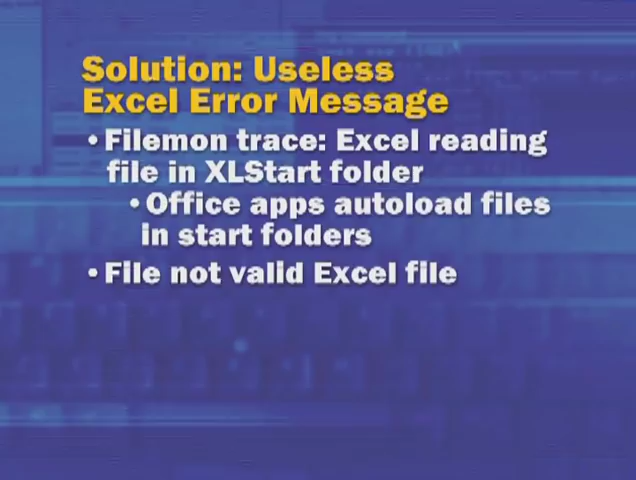 Solution: Useless
Excel Error Message
•Filemon trace: Excel reading
file in XLStart folder
•Office apps autoload files
in start folders
•File not valid Excel file